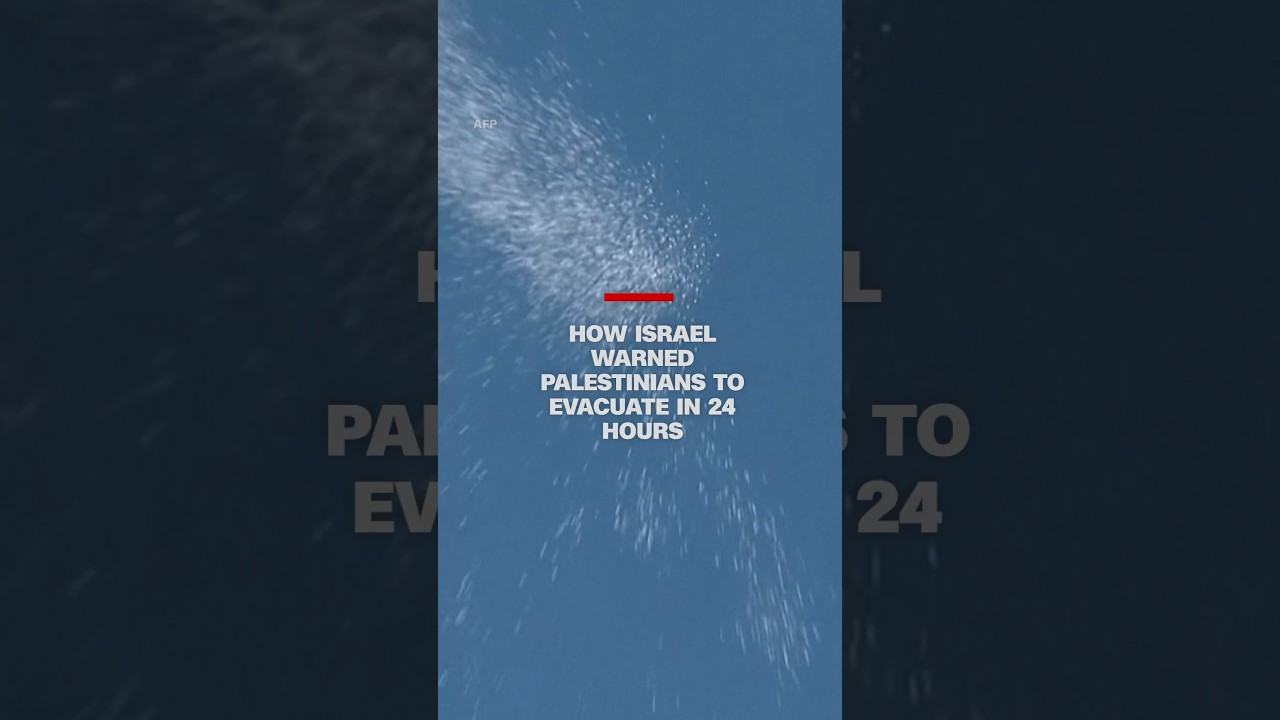 AFP
HOW ISRAEL
WARNED
PALESTINIANS TO
EVACUATE IN 24
HOURS